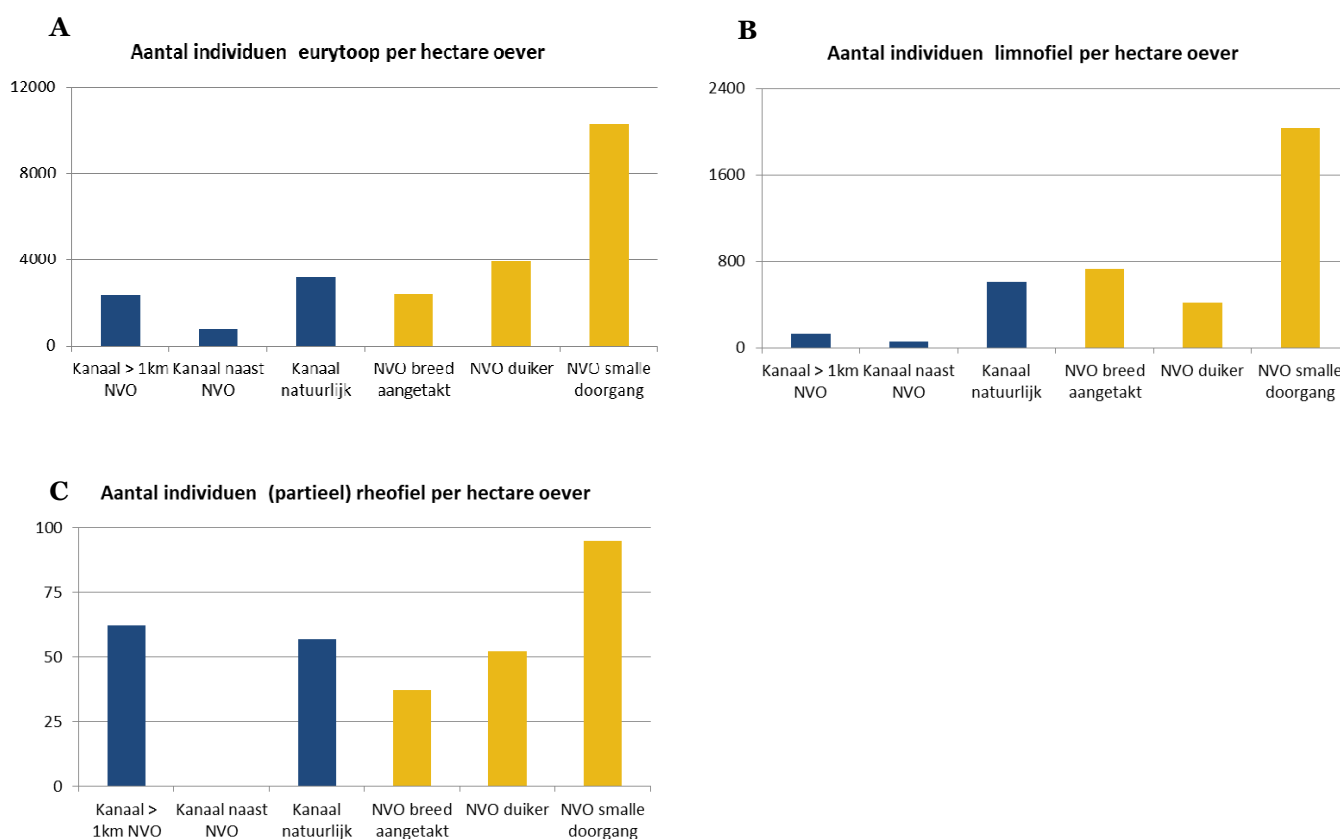 A
Aantal individuen eurytoop per hectare oever
12000
8000
4000
0
Kanaal > 1km NVO
Kanaal naast NVO
Kanaal natuurlijk
NVO breed aangetakt
NVO duiker
NVO smalle doorgang
B
Aantal individuen limnofiel per hectare oever
2400
1600
800
0
Kanaal > 1km NVO
Kanaal naast NVO
Kanaal natuurlijk
NVO breed aangetakt
NVO duiker
NVO smalle doorgang
C
Aantal individuen (partieel) rheofiel per hectare oever
100
75
50
25
0
Kanaal > 1km NVO
Kanaal naast NVO
Kanaal natuurlijk
NVO breed aangetakt
NVO duiker
NVO smalle doorgang